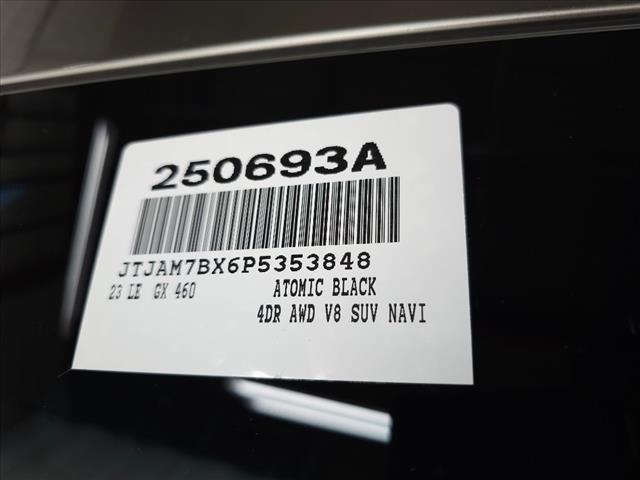 250693A
JTJAM7BX6P5353848
23 LE GX 460 ATOMIC BLACK
4DR AWD V8 SUV NAVI